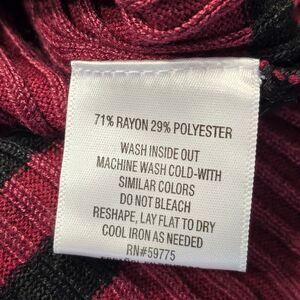 71% RAYON 29% POLYESTER
WASH INSIDE OUT
MACHINE WASH COLD-WITH
SIMILAR COLORS
DO NOT BLEACH
RESHAPE, LAY FLAT TO DRY
COOL IRON AS NEEDED
RN#59775